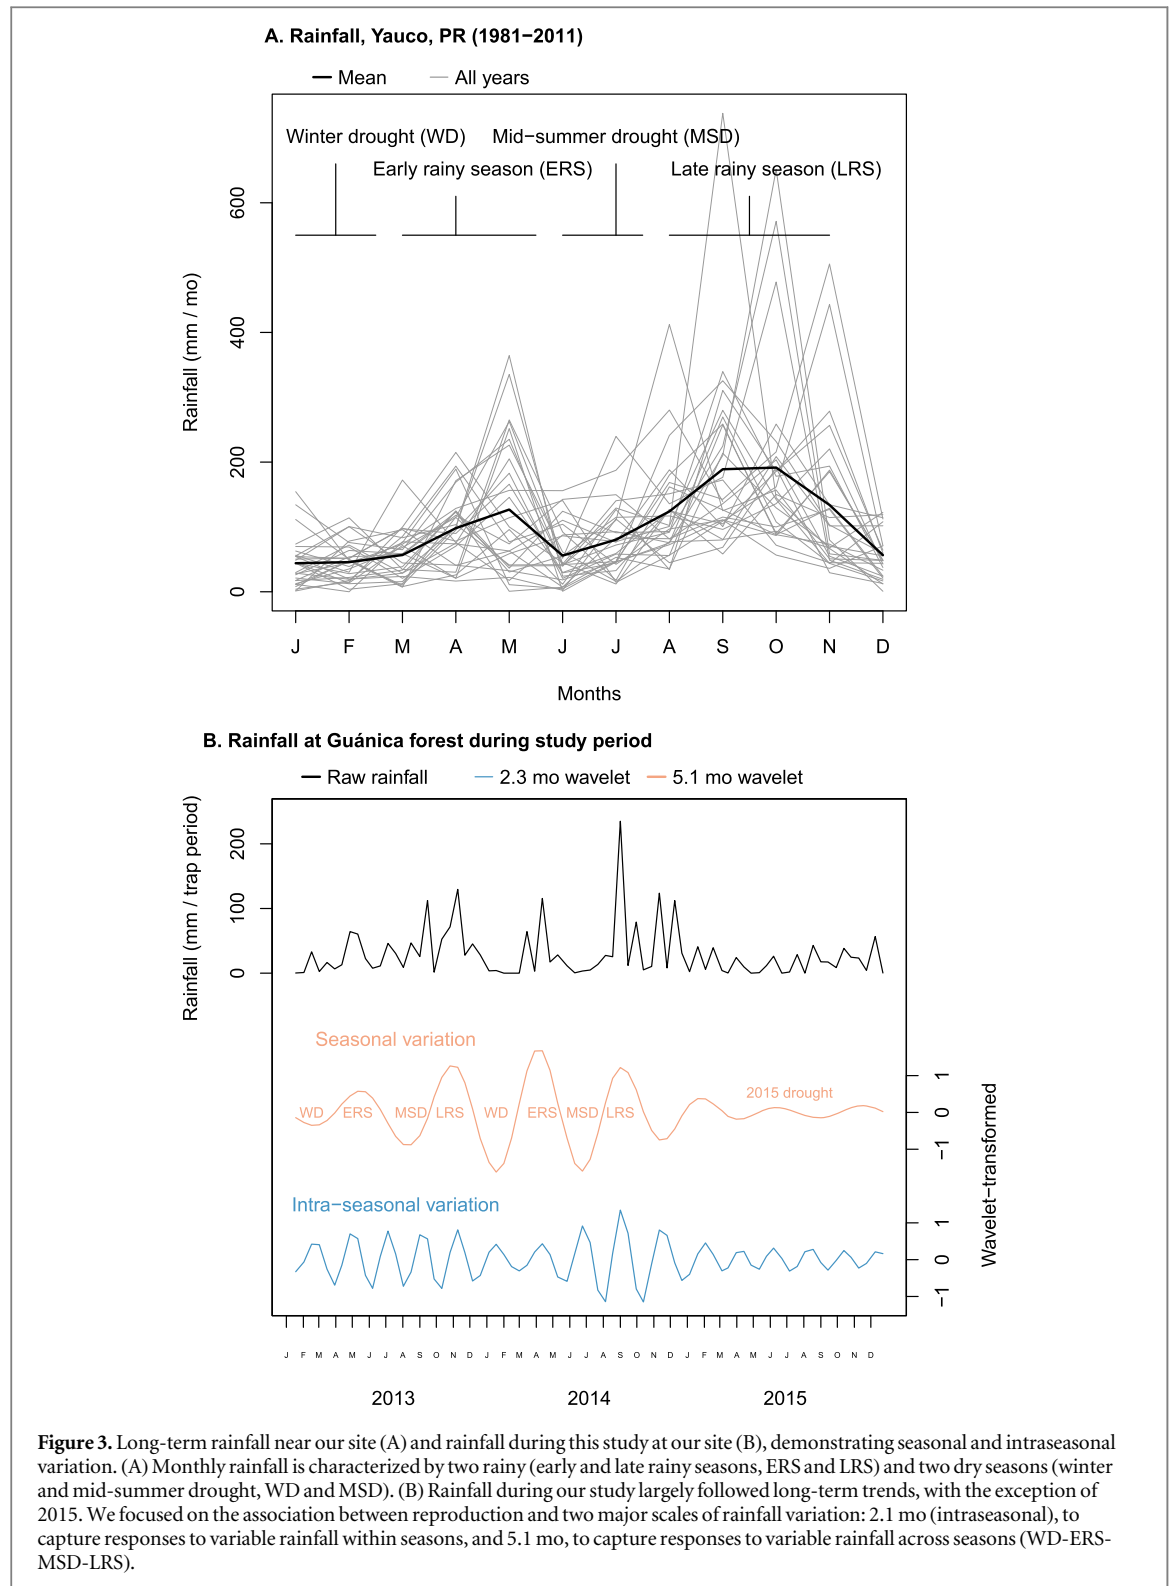 A. Rainfall, Yauco, PR (1981−2011)
Mean All years
Winter drought (WD) Mid−summer drought (MSD)
Early rainy season (ERS) Late rainy season (LRS)
Rainfall (mm / mo)
600
400
200
0
J F M A M J J A S O N D
Months
B. Rainfall at Guánica forest during study period
Raw rainfall 2.3 mo wavelet 5.1 mo wavelet
Rainfall (mm / trap period)
200
100
0
Seasonal variation
2015 drought
WD ERS MSD LRS WD ERS MSD LRS
1
0
−1
Wavelet−transformed
Intra−seasonal variation
1
0
−1
J F M A M J J A S O N D J F M A M J J A S O N D J F M A M J J A S O N D
2013 2014 2015
Figure 3. Long-term rainfall near our site (A) and rainfall during this study at our site (B), demonstrating seasonal and intraseasonal
variation. (A) Monthly rainfall is characterized by two rainy (early and late rainy seasons, ERS and LRS) and two dry seasons (winter
and mid-summer drought, WD and MSD). (B) Rainfall during our study largely followed long-term trends, with the exception of
2015. We focused on the association between reproduction and two major scales of rainfall variation: 2.1 mo (intraseasonal), to
capture responses to variable rainfall within seasons, and 5.1 mo, to capture responses to variable rainfall across seasons (WD-ERS-
MSD-LRS).